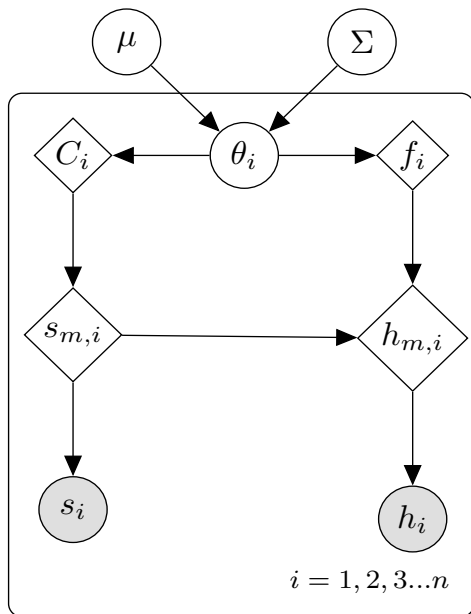 μ
Σ
C_i
θ_i
f_i
s_{m,i}
h_{m,i}
s_i
h_i
i = 1, 2, 3...n